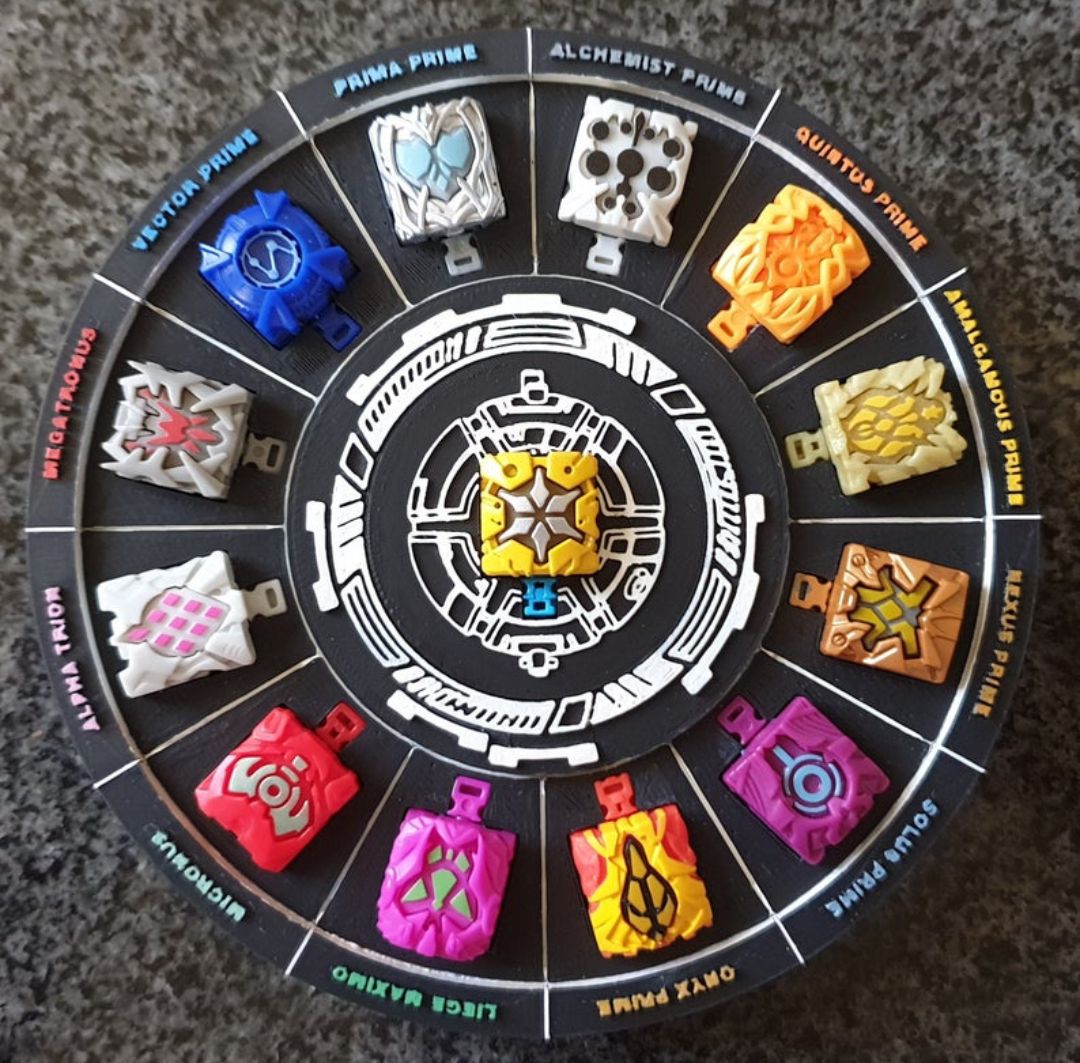 PRIMA PRIME
ALCHEMIST PRIME
QUINTUS PRIME
AMALGAMOUS PRIME
NEXUS PRIME
SOLUS PRIME
ONYX PRIME
LIEGE MAXIMO
MICRONUS
ALPHA TRION
MEGATRONUS
VECTOR PRIME